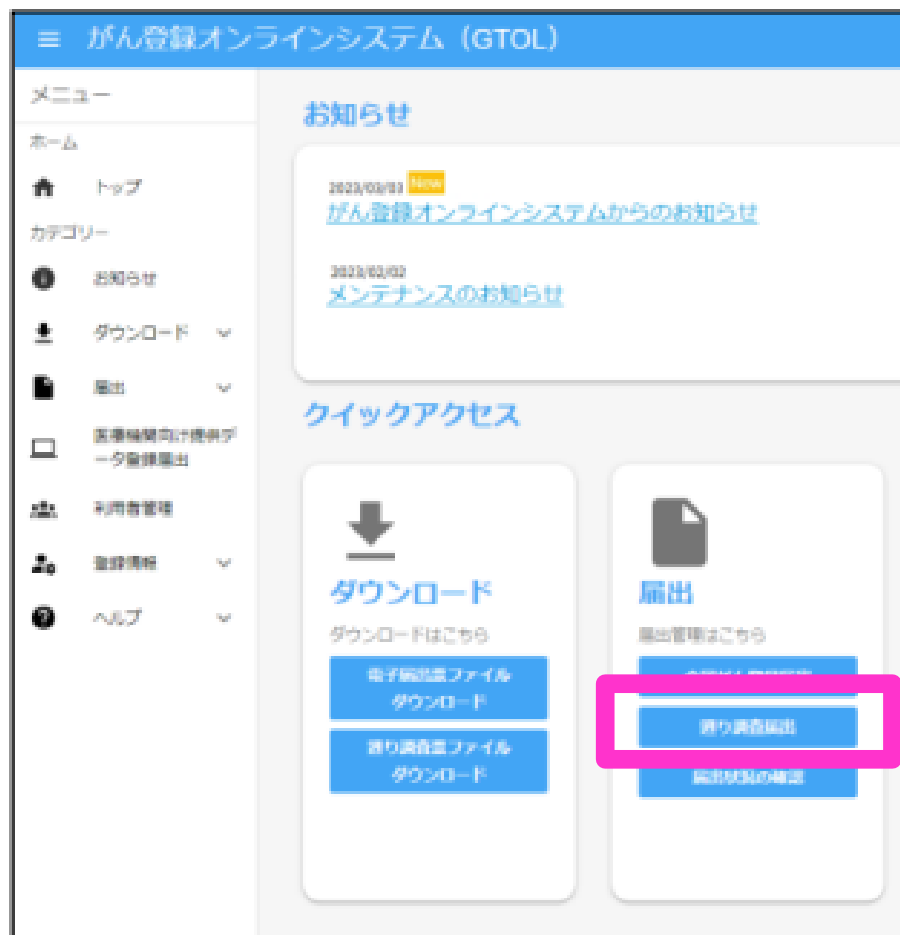 がん登録オンラインシステム（GTOL）
メニュー
ホーム
トップ
カテゴリー
お知らせ
ダウンロード
届出
医療機関向け提供デ
ータ登録届出
利用者管理
登録情報
ヘルプ
お知らせ
2023/03/03 New
がん登録オンラインシステムからのお知らせ
2023/02/02
メンテナンスのお知らせ
クイックアクセス
ダウンロード
ダウンロードはこちら
電子届出票ファイル
ダウンロード
遡り調査票ファイル
ダウンロード
届出
届出管理はこちら
遡り調査届出
届出状況の確認